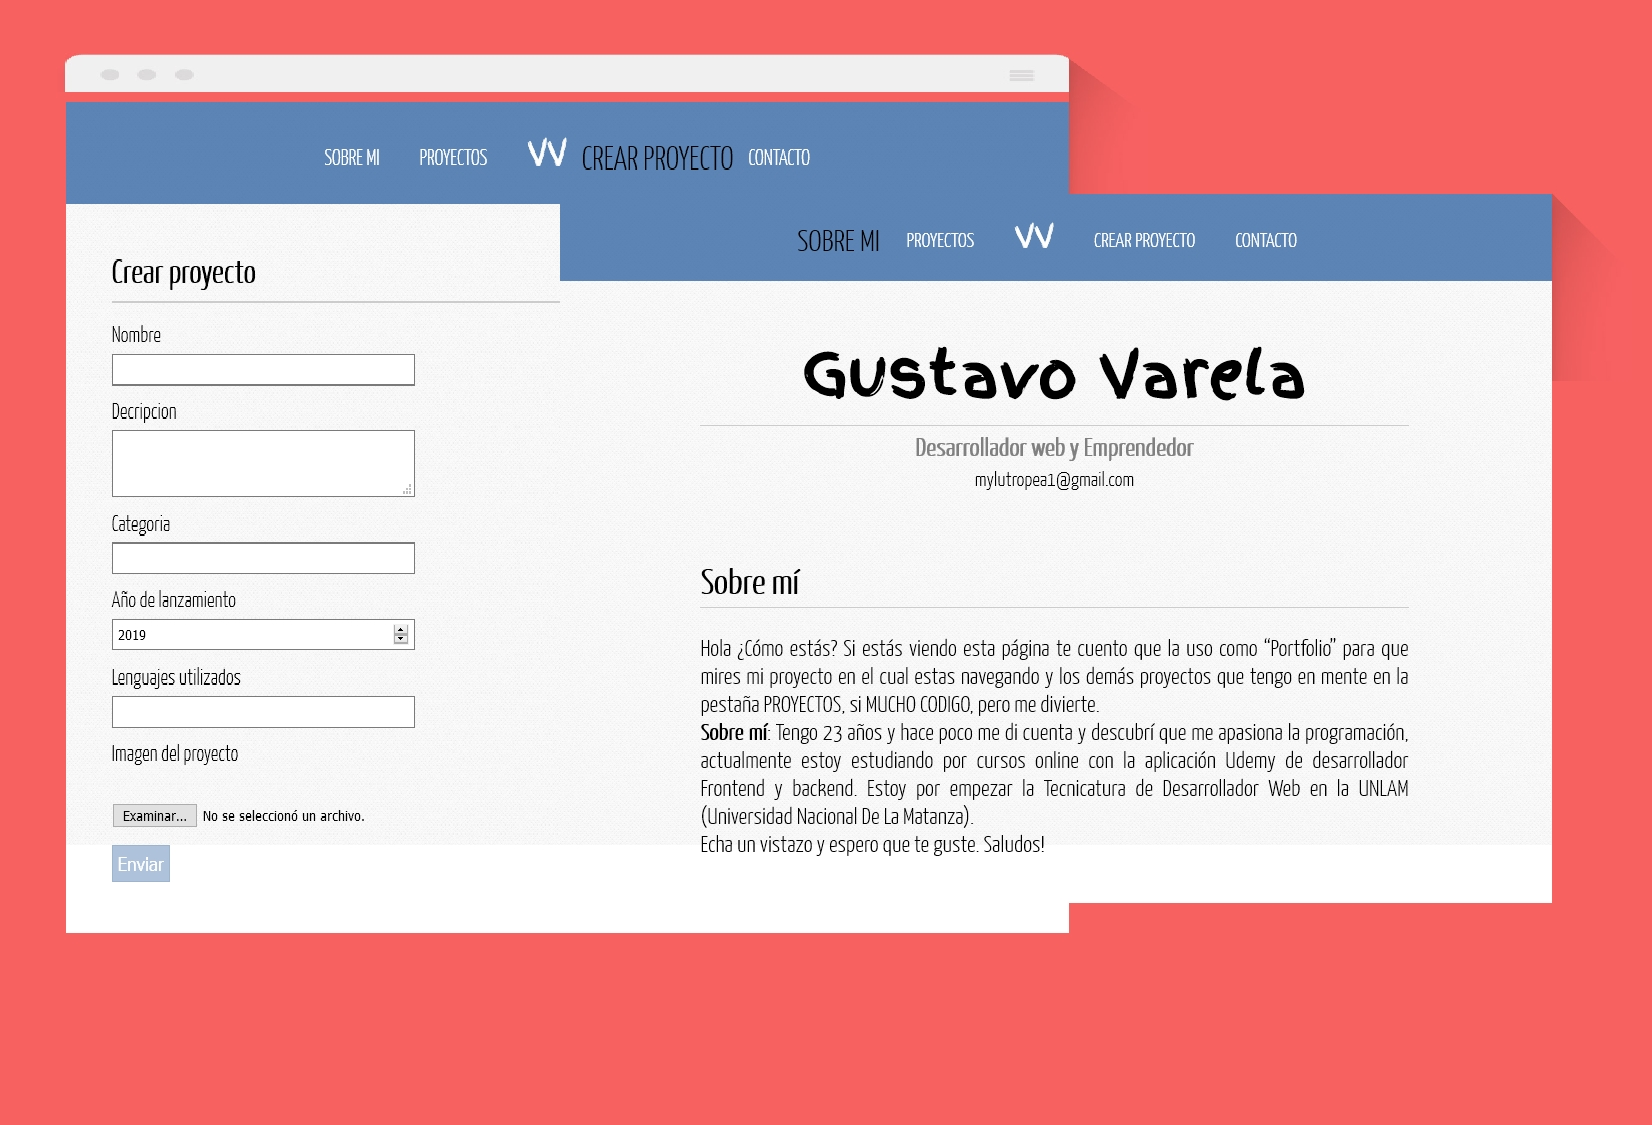 SOBRE MI PROYECTOS VV CREAR PROYECTO CONTACTO
Crear proyecto
Nombre
Decripcion
Categoria
Año de lanzamiento
2019
Lenguajes utilizados
Imagen del proyecto
Examinar... No se seleccionó un archivo.
Enviar
SOBRE MI PROYECTOS VV CREAR PROYECTO CONTACTO
Gustavo Varela
Desarrollador web y Emprendedor
mylutropea1@gmail.com
Sobre mí
Hola ¿Cómo estás? Si estás viendo esta página te cuento que la uso como “Portfolio” para que
mires mi proyecto en el cual estas navegando y los demás proyectos que tengo en mente en la
pestaña PROYECTOS, si MUCHO CODIGO, pero me divierte.
Sobre mí: Tengo 23 años y hace poco me di cuenta y descubrí que me apasiona la programación,
actualmente estoy estudiando por cursos online con la aplicación Udemy de desarrollador
Frontend y backend. Estoy por empezar la Tecnicatura de Desarrollador Web en la UNLAM
(Universidad Nacional De La Matanza).
Echa un vistazo y espero que te guste. Saludos!